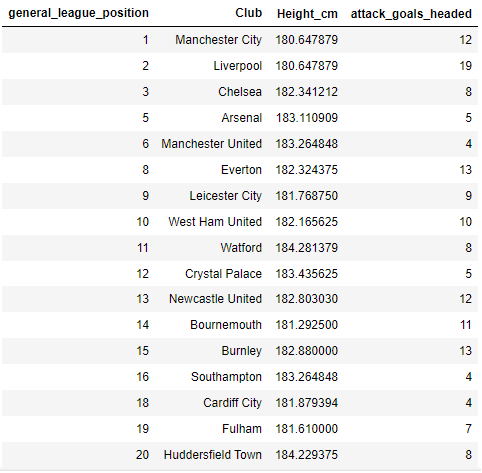 general_league_position Club Height_cm attack_goals_headed
1 Manchester City 180.647879 12
2 Liverpool 180.647879 19
3 Chelsea 182.341212 8
5 Arsenal 183.110909 5
6 Manchester United 183.264848 4
8 Everton 182.324375 13
9 Leicester City 181.768750 9
10 West Ham United 182.165625 10
11 Watford 184.281379 8
12 Crystal Palace 183.435625 5
13 Newcastle United 182.803030 12
14 Bournemouth 181.292500 11
15 Burnley 182.880000 13
16 Southampton 183.264848 4
18 Cardiff City 181.879394 4
19 Fulham 181.610000 7
20 Huddersfield Town 184.229375 8